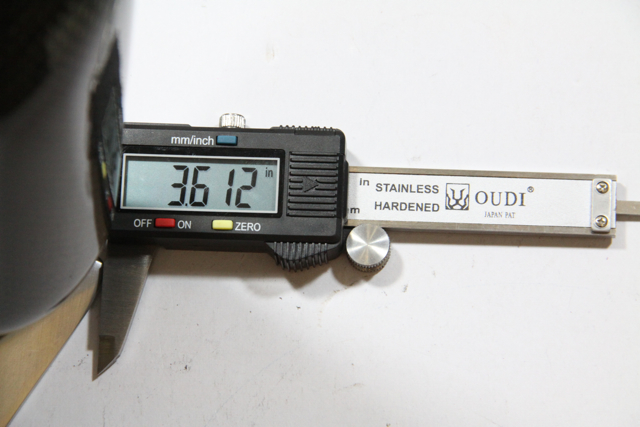 mm/inch
3.612 in
OFF ON ZERO
in STAINLESS
HARDENED
OUDI®
JAPAN PAT